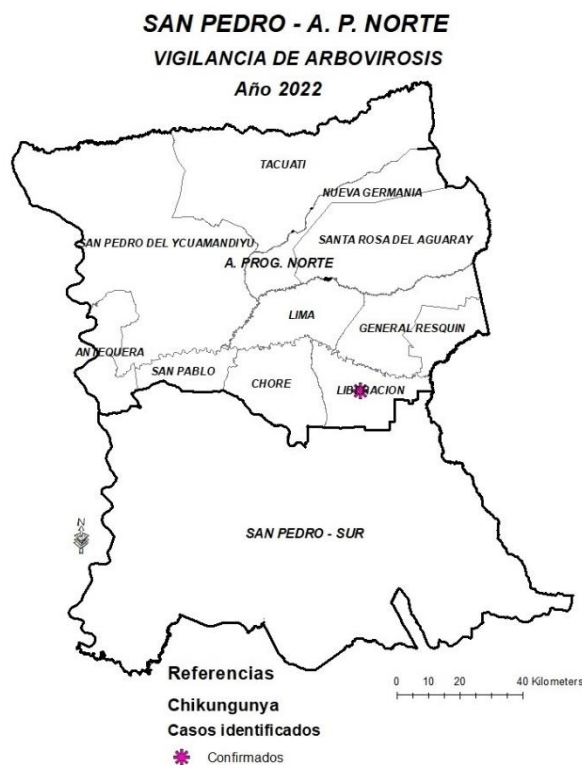 SAN PEDRO - A. P. NORTE
VIGILANCIA DE ARBOVIROSIS
Año 2022
TACUATI
NUEVA GERMANIA
SAN PEDRO DEL YCUAMANDIYU
SANTA ROSA DEL AGUARAY
A. PROG. NORTE
LIMA
GENERAL RESQUIN
ANTEQUERA
SAN PABLO
CHORE
LIBERACION
N
SAN PEDRO - SUR
Referencias
Chikungunya
Casos identificados
Confirmados
0 10 20 40 Kilometers